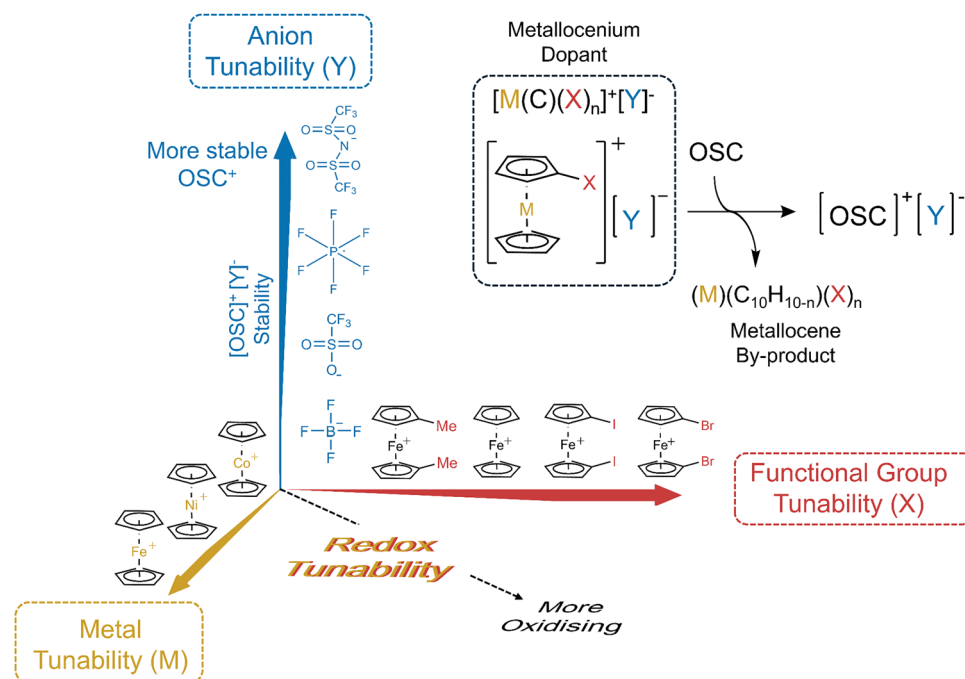 Anion
Tunability (Y)
More stable
OSC⁺
[OSC]⁺ [Y]⁻
Stability
CF₃
O=S=O
N⁻
O=S=O
CF₃
F
F F
P⁻
F F
F
CF₃
O=S=O
O⁻
F
F-B⁻-F
F
Metallocenium
Dopant
[M(C)(X)ₙ]⁺[Y]⁻
+
X
M
[Y]⁻
OSC
[OSC]⁺[Y]⁻
(M)(C₁₀H₁₀₋ₙ)(X)ₙ
Metallocene
By-product
Me
Fe⁺
Me
Fe⁺
I
Fe⁺
I
Br
Fe⁺
Br
Functional Group
Tunability (X)
Co⁺
Ni⁺
Fe⁺
Metal
Tunability (M)
Redox
Tunability
More
Oxidising